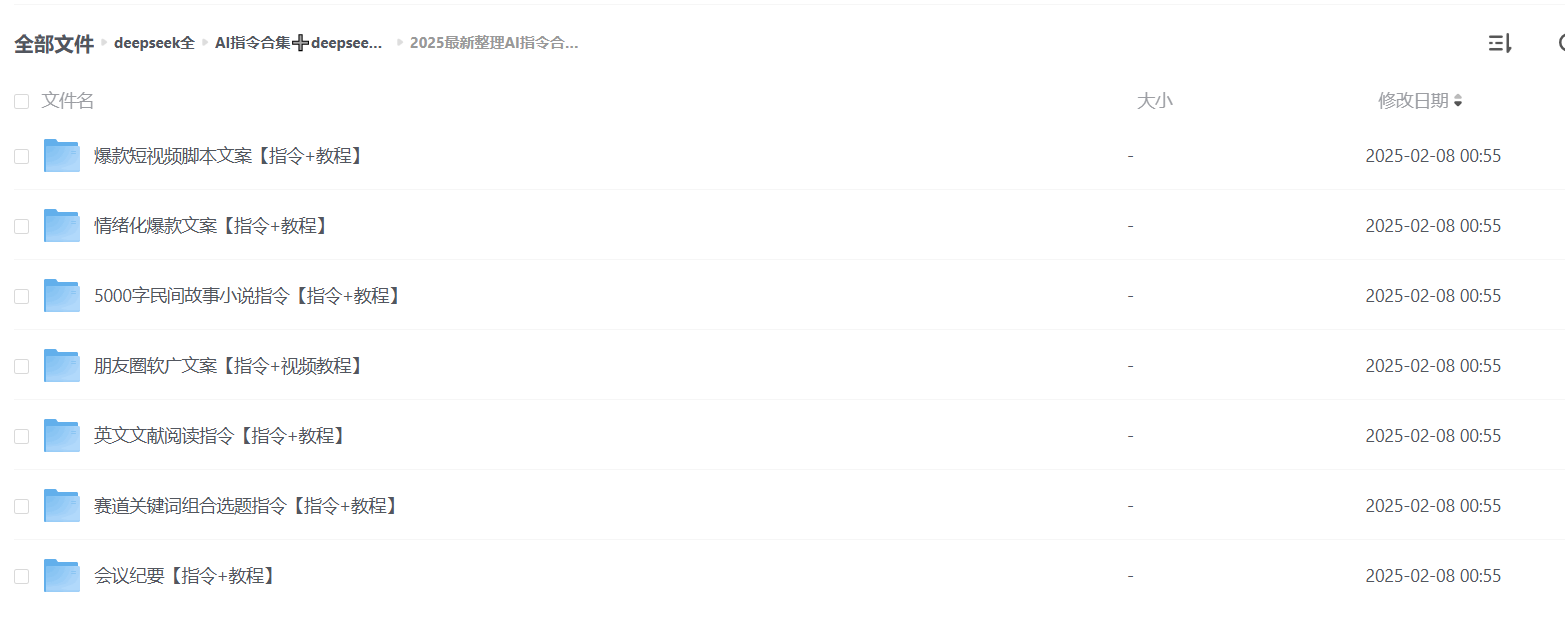 全部文件 deepseek全 AI指令合集➕deepsee... 2025最新整理AI指令合...
文件名 大小 修改日期
爆款短视频脚本文案【指令+教程】 - 2025-02-08 00:55
情绪化爆款文案【指令+教程】 - 2025-02-08 00:55
5000字民间故事小说指令【指令+教程】 - 2025-02-08 00:55
朋友圈软广文案【指令+视频教程】 - 2025-02-08 00:55
英文文献阅读指令【指令+教程】 - 2025-02-08 00:55
赛道关键词组合选题指令【指令+教程】 - 2025-02-08 00:55
会议纪要【指令+教程】 - 2025-02-08 00:55